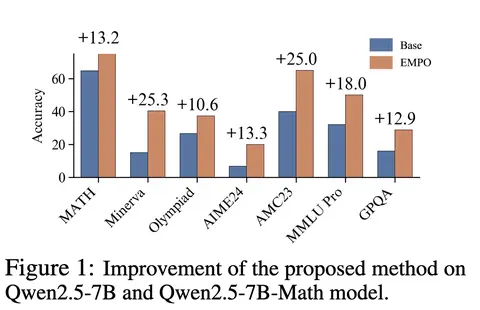 +13.2
Base
EMPO
+25.0
+18.0
+25.3
+10.6
+13.3
+12.9
Accuracy
60
40
20
0
MATH
Minerva
Olympiad
AIME24
AMC23
MMLU Pro
GPQA
Figure 1: Improvement of the proposed method on
Qwen2.5-7B and Qwen2.5-7B-Math model.